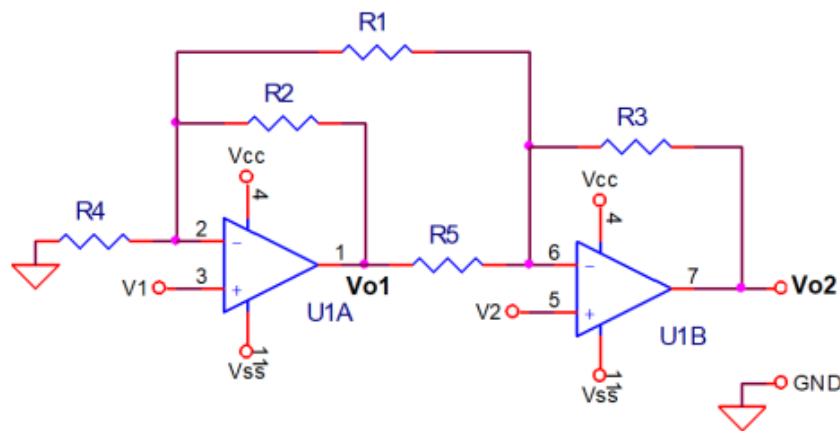 R1
R2
R3
Vcc
4
Vcc
4
R4
2
-
1
R5
6
-
7
Vo2
V1
3
+
Vo1
V2
5
+
U1A
U1B
11
Vss
11
Vss
GND